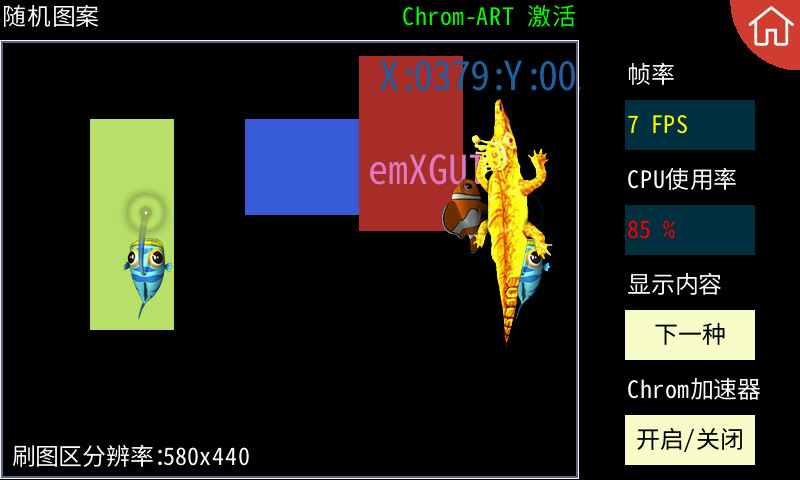 随机图案
Chrom-ART 激活
X:0379:Y:00
emXGUI
刷图区分辨率:580x440
帧率
7 FPS
CPU使用率
85 %
显示内容
下一种
Chrom加速器
开启/关闭